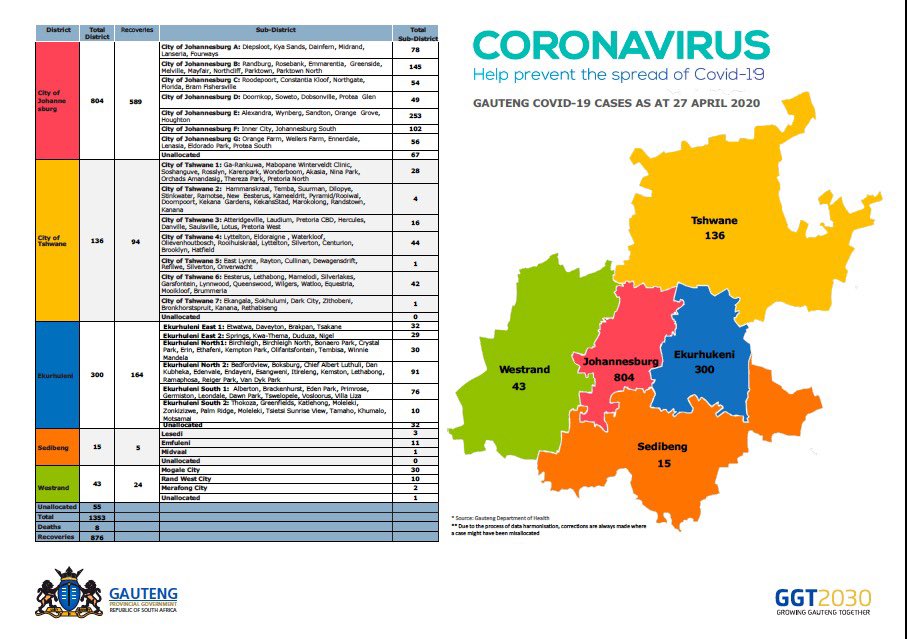 District Total District Recoveries Sub-District Total Sub-District
City of Johannesburg 804 589
City of Johannesburg A: Diepsloot, Kya Sands, Dainfern, Midrand,
Lanseria, Fourways
78
City of Johannesburg B: Randburg, Rosebank, Emmarentia, Greenside,
Melville, Mayfair, Northcliff, Parktown, Parktown North
145
City of Johannesburg C: Roodepoort, Constantia Kloof, Northgate,
Florida, Bram Fishersville
54
City of Johannesburg D: Doornkop, Soweto, Dobsonville, Protea Glen
49
City of Johannesburg E: Alexandra, Wynberg, Sandton, Orange Grove,
Houghton
253
City of Johannesburg F: Inner City, Johannesburg South
102
City of Johannesburg G: Orange Farm, Weilers Farm, Ennerdale,
Lenasia, Eldorado Park, Protea South
56
Unallocated 67
City of Tshwane 136 94
City of Tshwane 1: Ga-Rankuwa, Mabopane Winterveldt Clinic,
Soshanguve, Rosslyn, Karenpark, Wonderboom, Akasia, Nina Park,
Orchads Amandasig, Thereza Park, Pretoria North
28
City of Tshwane 2: Hammanskraal, Temba, Suurman, Dilopye,
Stinkwater, Ramotse, New Eesterus, Kameeldrift, Pyramid/Rooiwal,
Doornpoort, Kekana Gardens, KekansStad, Marokolong, Randstown,
Kanana
4
City of Tshwane 3: Atteridgeville, Laudium, Pretoria CBD, Hercules,
Danville, Saulsville, Lotus, Pretoria West
16
City of Tshwane 4: Lyttelton, Eldoraigne , Waterkloof,
Olievenhoutbosch, Rooihuiskraal, Lyttelton, Silverton, Centurion,
Brooklyn, Hatfield
44
City of Tshwane 5: East Lynne, Rayton, Cullinan, Dewagensdrift,
Refilwe, Silverton, Onverwacht
1
City of Tshwane 6: Eesterus, Lethabong, Mamelodi, Silverlakes,
Garsfontein, Lynnwood, Queenswood, Wilgers, Watloo, Equestria,
Mooikloof, Brummeria
42
City of Tshwane 7: Ekangala, Sokhulumi, Dark City, Zithobeni,
Bronkhorstspruit, Kanana, Rethabiseng
1
Unallocated 0
Ekurhuleni 300 164
Ekurhuleni East 1: Etwatwa, Daveyton, Brakpan, Tsakane
32
Ekurhuleni East 2: Springs, Kwa-Thema, Duduza, Nigel
29
Ekurhuleni North1: Birchleigh, Birchleigh North, Bonaero Park, Crystal
Park, Erin, Ethafeni, Kempton Park, Olifantsfontein, Tembisa, Winnie
Mandela
30
Ekurhuleni North 2: Bedfordview, Boksburg, Chief Albert Luthuli, Dan
Kubheka, Edenvale, Endayeni, Esangweni, Itireleng, Kemston, Lethabong,
Ramaphosa, Reiger Park, Van Dyk Park
91
Ekurhuleni South 1: Alberton, Brackenhurst, Eden Park, Primrose,
Germiston, Leondale, Dawn Park, Tswelopele, Vosloorus, Villa Liza
76
Ekurhuleni South 2: Thokoza, Greenfields, Katlehong, Moleleki,
Zonkizizwe, Palm Ridge, Moleleki, Tsietsi Sunrise View, Tamaho, Khumalo,
Motsamai
10
Unallocated 32
Sedibeng 15 5
Lesedi 3
Emfuleni 11
Midvaal 1
Unallocated 0
Westrand 43 24
Mogale City 30
Rand West City 10
Merafong City 2
Unallocated 1
Unallocated 55
Total 1353
Deaths 8
Recoveries 876
CORONAVIRUS
Help prevent the spread of Covid-19
GAUTENG COVID-19 CASES AS AT 27 APRIL 2020
Tshwane
136
Ekurhukeni
300
Johannesburg
804
Westrand
43
Sedibeng
15
* Source: Gauteng Department of Health
** Due to the process of data harmonisation, corrections are always made where
a case might have been misallocated
GAUTENG
PROVINCIAL GOVERNMENT
REPUBLIC OF SOUTH AFRICA
GGT2030
GROWING GAUTENG TOGETHER